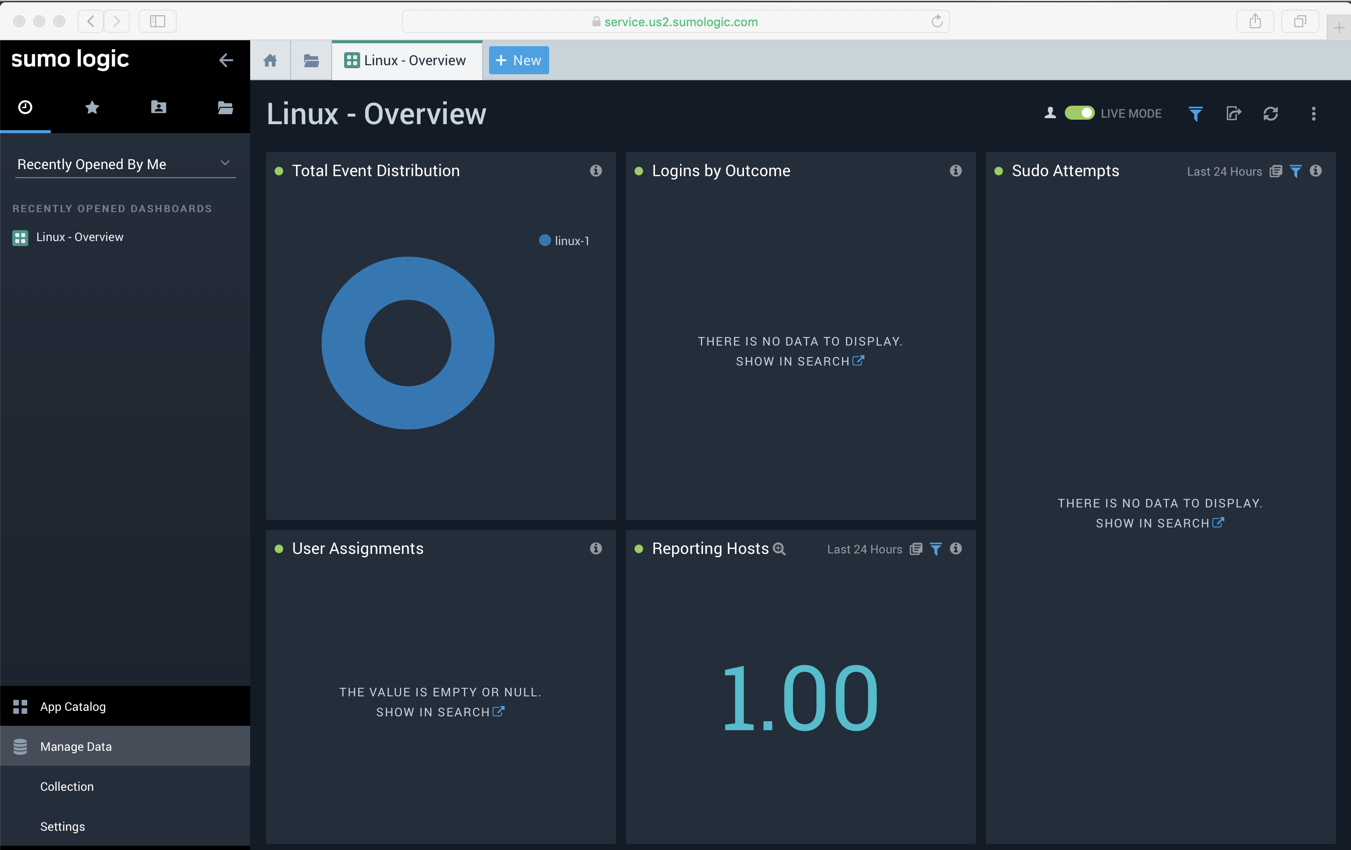 service.us2.sumologic.com
sumo logic
Linux - Overview
+ New
Recently Opened By Me
RECENTLY OPENED DASHBOARDS
Linux - Overview
App Catalog
Manage Data
Collection
Settings
Linux - Overview
LIVE MODE
Total Event Distribution
linux-1
Logins by Outcome
THERE IS NO DATA TO DISPLAY.
SHOW IN SEARCH
Sudo Attempts
Last 24 Hours
THERE IS NO DATA TO DISPLAY.
SHOW IN SEARCH
User Assignments
THE VALUE IS EMPTY OR NULL.
SHOW IN SEARCH
Reporting Hosts
Last 24 Hours
1.00